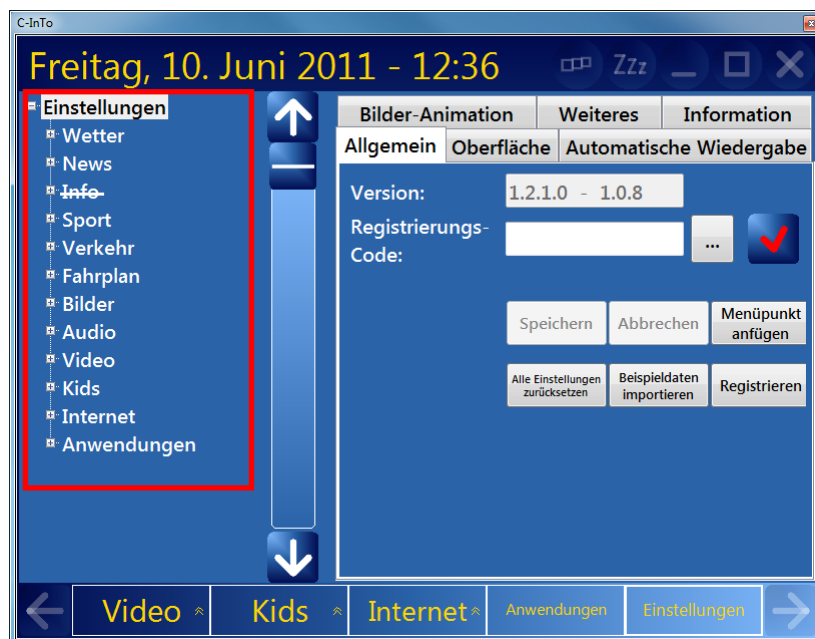 C-InTo
Freitag, 10. Juni 2011 - 12:36
Zzz
Einstellungen
Wetter
News
Info
Sport
Verkehr
Fahrplan
Bilder
Audio
Video
Kids
Internet
Anwendungen
Bilder-Animation Weiteres Information
Allgemein Oberfläche Automatische Wiedergabe
Version: 1.2.1.0 - 1.0.8
Registrierungs-
Code: ...
Speichern Abbrechen Menüpunkt
anfügen
Alle Einstellungen
zurücksetzen
Beispieldaten
importieren
Registrieren
Video Kids Internet Anwendungen Einstellungen